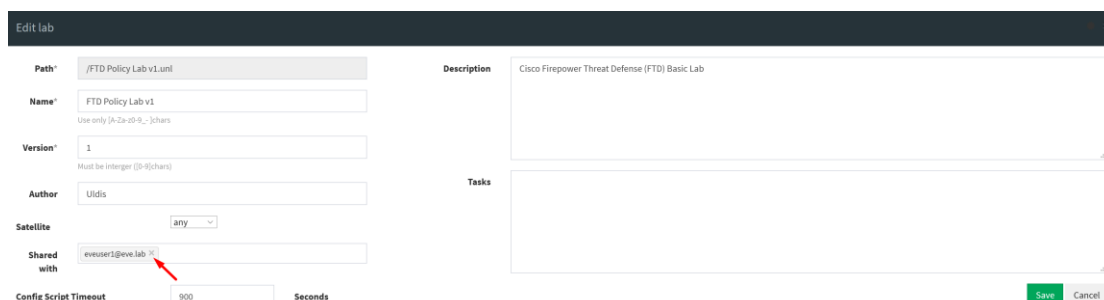 Edit lab
Path*
/FTD Policy Lab v1.unl
Name*
FTD Policy Lab v1
Use only [A-Za-z0-9_- ]chars
Version*
1
Must be interger ([0-9]chars)
Author
Uldis
Satellite
any
Shared with
eveuser1@eve.lab ×
Config Script Timeout
900
Seconds
Description
Cisco Firepower Threat Defense (FTD) Basic Lab
Tasks
Save
Cancel